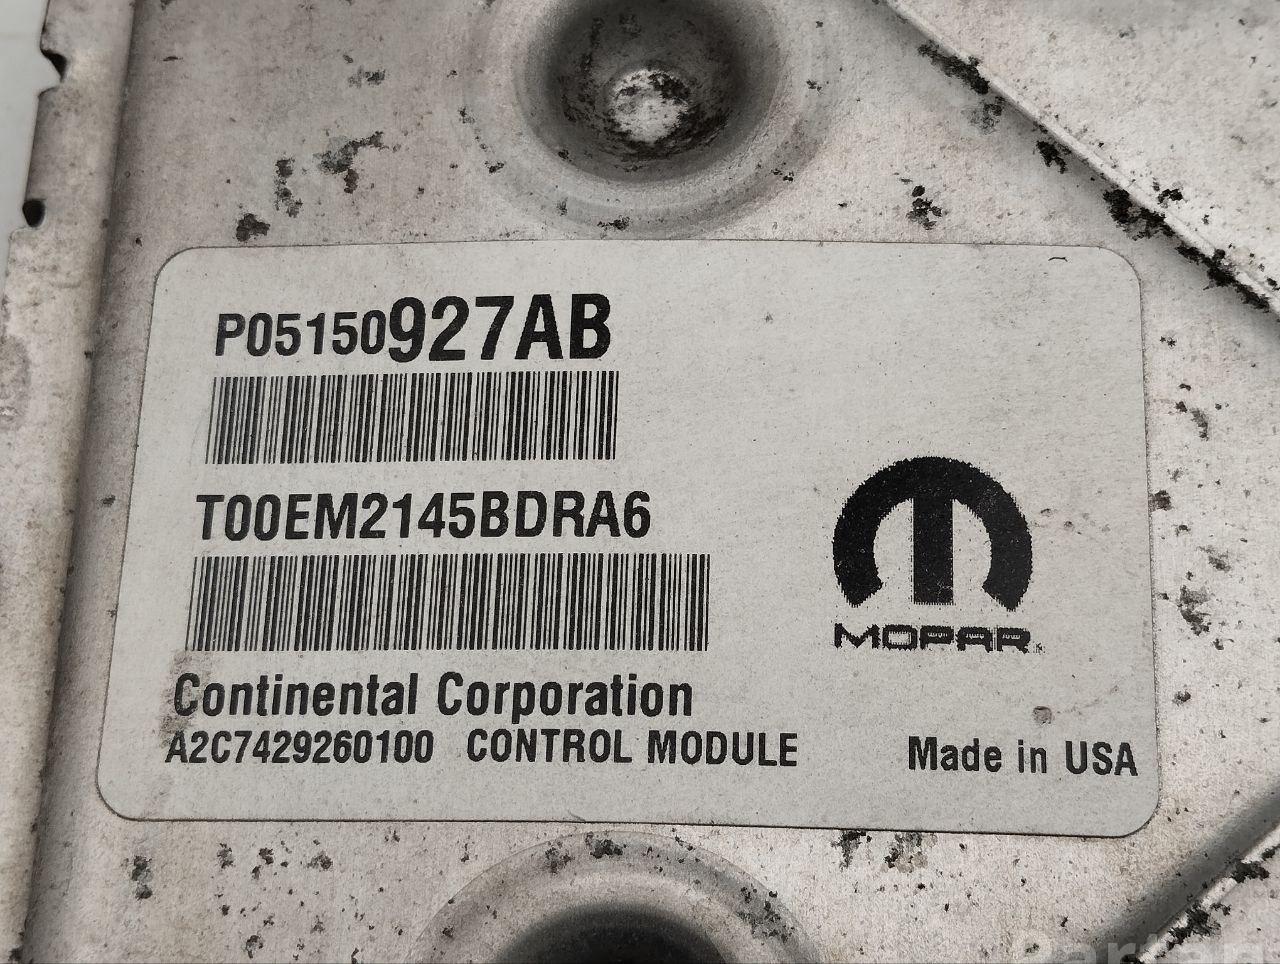 P05150927AB
T00EM2145BDRA6
MOPAR
Continental Corporation
A2C7429260100 CONTROL MODULE
Made in USA